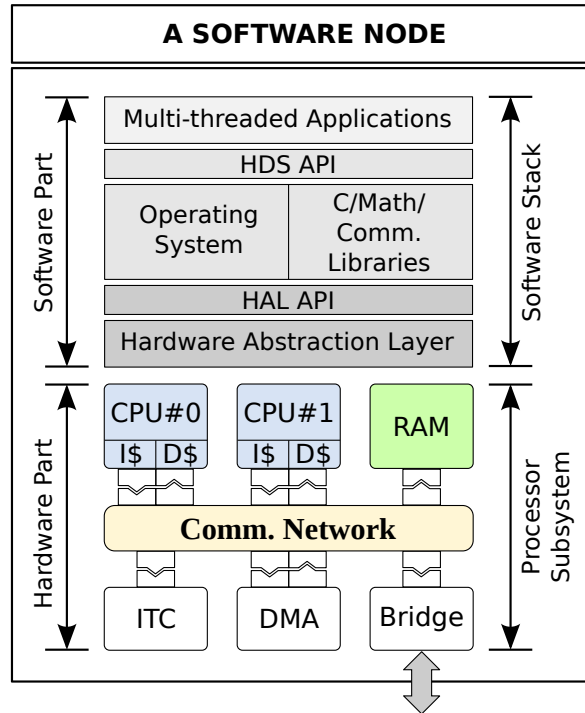 A SOFTWARE NODE
Software Part
Multi-threaded Applications
HDS API
Operating
System
C/Math/
Comm.
Libraries
HAL API
Hardware Abstraction Layer
Software Stack
Hardware Part
CPU#0
I$ D$
CPU#1
I$ D$
RAM
Comm. Network
ITC
DMA
Bridge
Processor
Subsystem